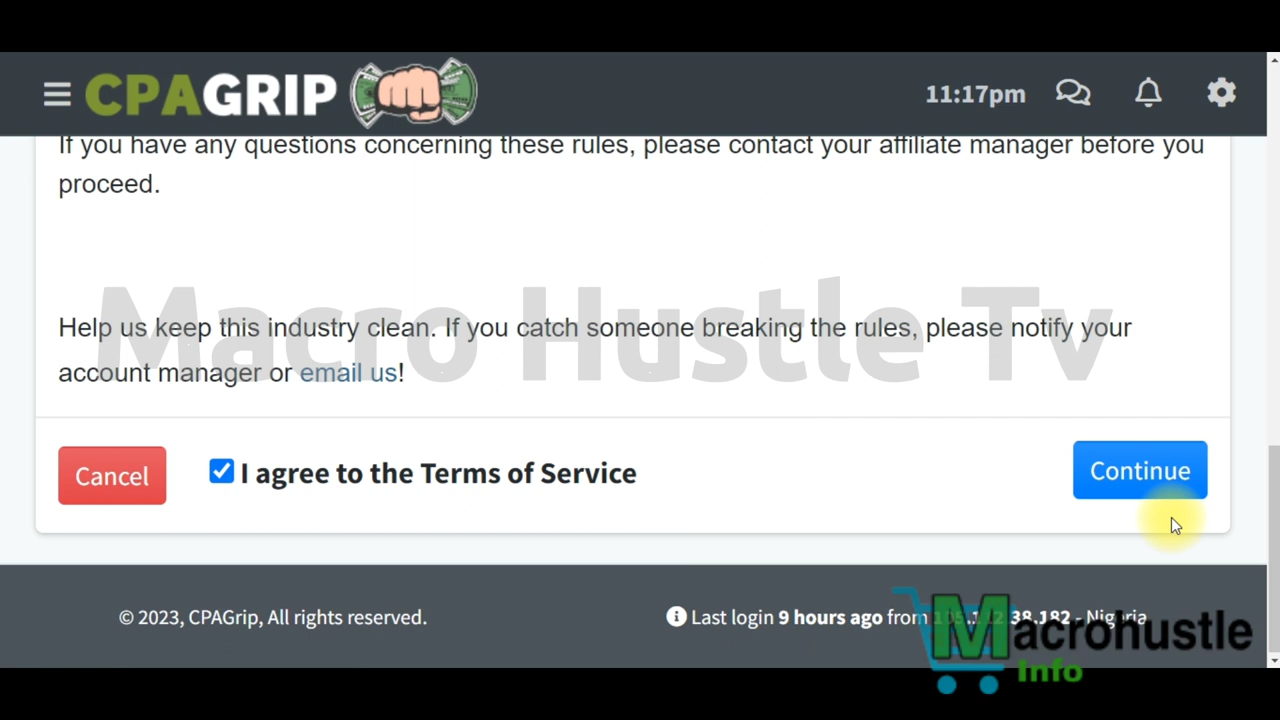 CPAGRIP
11:17pm
If you have any questions concerning these rules, please contact your affiliate manager before you
proceed.
Macro Hustle Tv
Help us keep this industry clean. If you catch someone breaking the rules, please notify your
account manager or email us!
Cancel
I agree to the Terms of Service
Continue
© 2023, CPAGrip, All rights reserved.
Last login 9 hours ago from - Nigeria
Macrohustle
Info